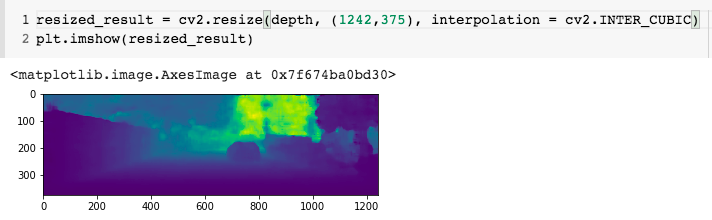 1 resized_result = cv2.resize(depth, (1242,375), interpolation = cv2.INTER_CUBIC)
2 plt.imshow(resized_result)
<matplotlib.image.AxesImage at 0x7f674ba0bd30>
0
100
200
300
0 200 400 600 800 1000 1200